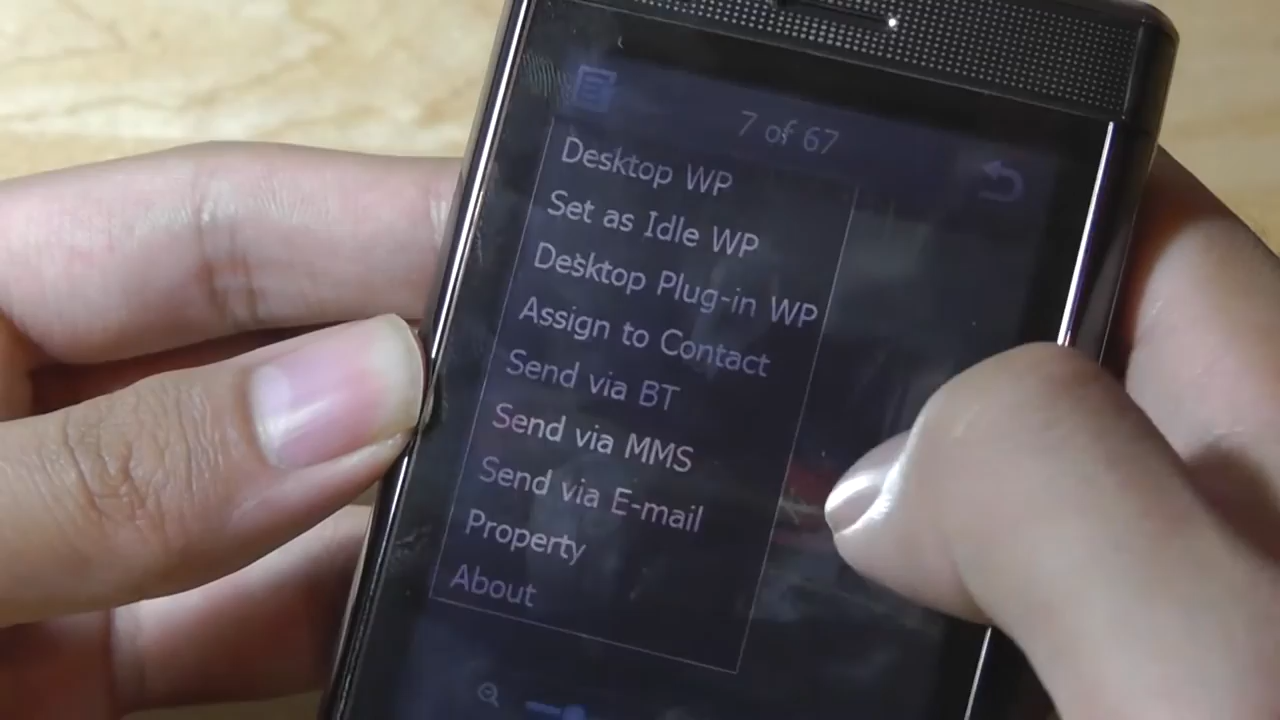 7 of 67
Desktop WP
Set as Idle WP
Desktop Plug-in WP
Assign to Contact
Send via BT
Send via MMS
Send via E-mail
Property
About